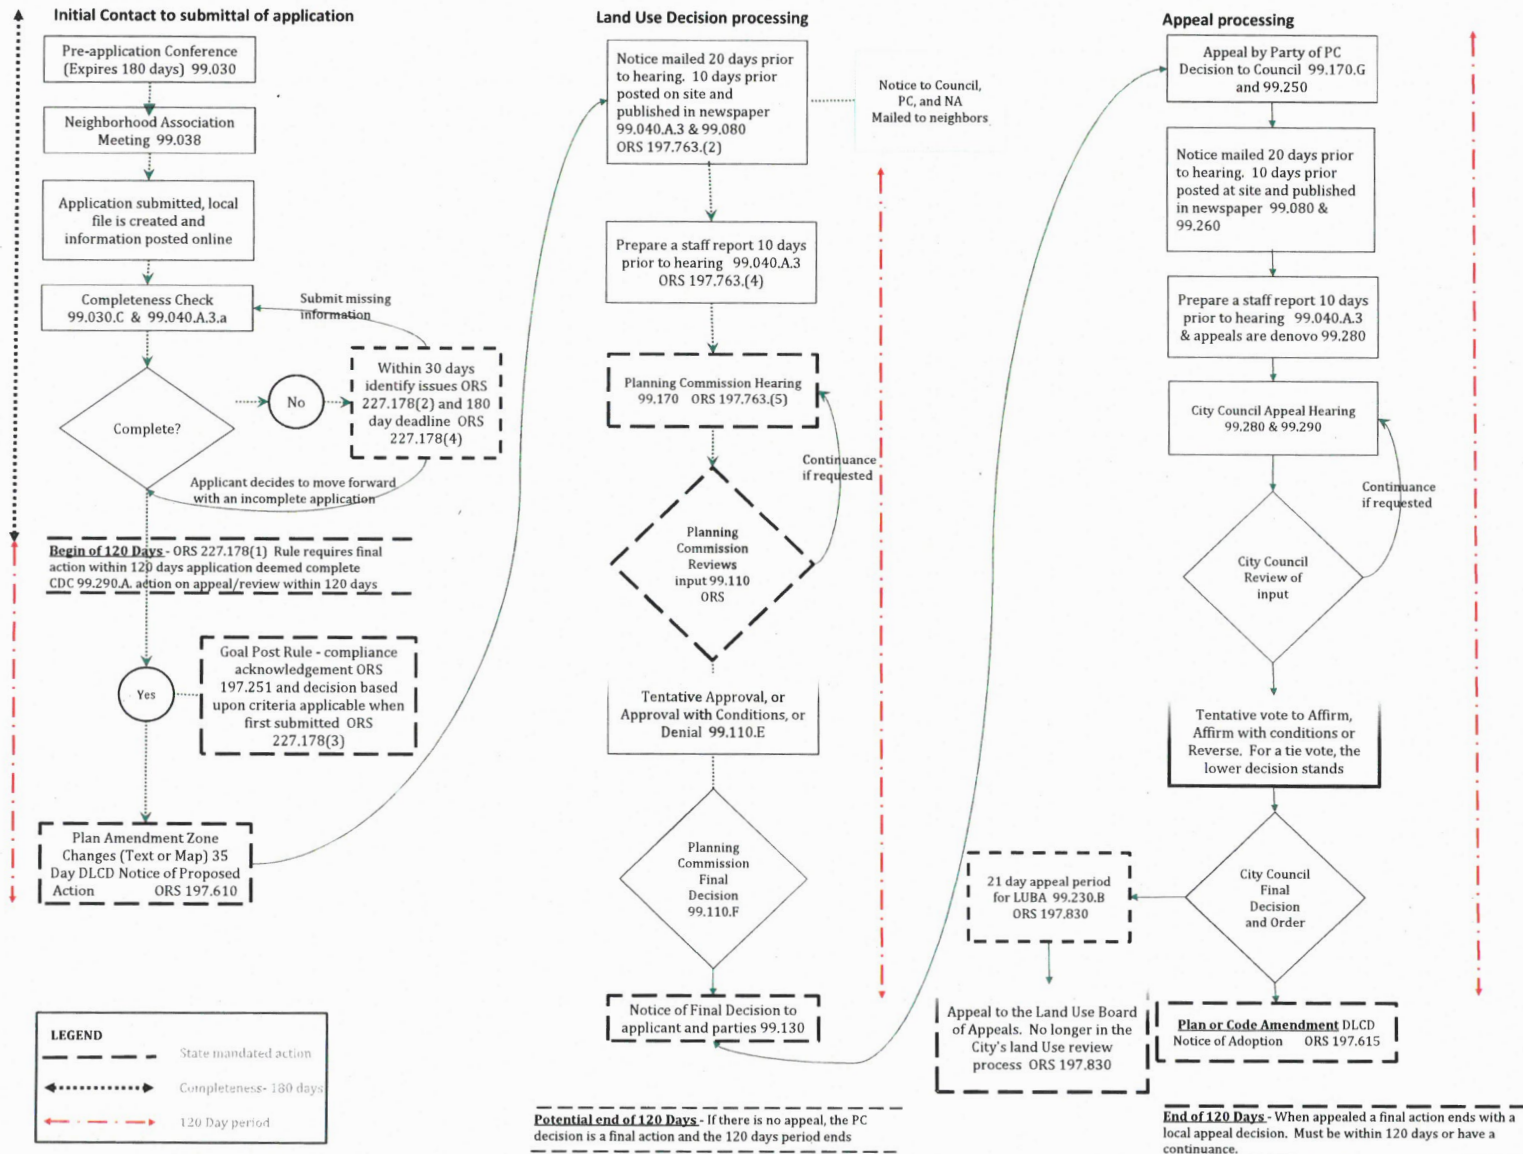 Initial Contact to submittal of application
Pre-application Conference
(Expires 180 days) 99.030
Neighborhood Association
Meeting 99.038
Application submitted, local
file is created and
information posted online
Completeness Check
99.030.C & 99.040.A.3.a
Submit missing
information
Complete?
No
Within 30 days
identify issues ORS
227.178(2) and 180
day deadline ORS
227.178(4)
Applicant decides to move forward
with an incomplete application
Begin of 120 Days - ORS 227.178(1) Rule requires final
action within 120 days application deemed complete
CDC 99.290.A. action on appeal/review within 120 days
Yes
Goal Post Rule - compliance
acknowledgement ORS
197.251 and decision based
upon criteria applicable when
first submitted ORS
227.178(3)
Plan Amendment Zone
Changes (Text or Map) 35
Day DLCD Notice of Proposed
Action ORS 197.610
LEGEND
State mandated action
Completeness- 180 days
120 Day period
Land Use Decision processing
Notice mailed 20 days prior
to hearing. 10 days prior
posted on site and
published in newspaper
99.040.A.3 & 99.080
ORS 197.763.(2)
Notice to Council,
PC, and NA
Mailed to neighbors
Prepare a staff report 10 days
prior to hearing 99.040.A.3
ORS 197.763.(4)
Planning Commission Hearing
99.170 ORS 197.763.(5)
Continuance
if requested
Planning
Commission
Reviews
input 99.110
ORS
Tentative Approval, or
Approval with Conditions, or
Denial 99.110.E
Planning
Commission
Final
Decision
99.110.F
Notice of Final Decision to
applicant and parties 99.130
Potential end of 120 Days - If there is no appeal, the PC
decision is a final action and the 120 days period ends
Appeal processing
Appeal by Party of PC
Decision to Council 99.170.G
and 99.250
Notice mailed 20 days prior
to hearing. 10 days prior
posted at site and published
in newspaper 99.080 &
99.260
Prepare a staff report 10 days
prior to hearing 99.040.A.3
& appeals are denovo 99.280
City Council Appeal Hearing
99.280 & 99.290
Continuance
if requested
City Council
Review of
input
Tentative vote to Affirm,
Affirm with conditions or
Reverse. For a tie vote, the
lower decision stands
City Council
Final
Decision
and Order
21 day appeal period
for LUBA 99.230.B
ORS 197.830
Appeal to the Land Use Board
of Appeals. No longer in the
City's land Use review
process ORS 197.830
Plan or Code Amendment DLCD
Notice of Adoption ORS 197.615
End of 120 Days - When appealed a final action ends with a
local appeal decision. Must be within 120 days or have a
continuance.